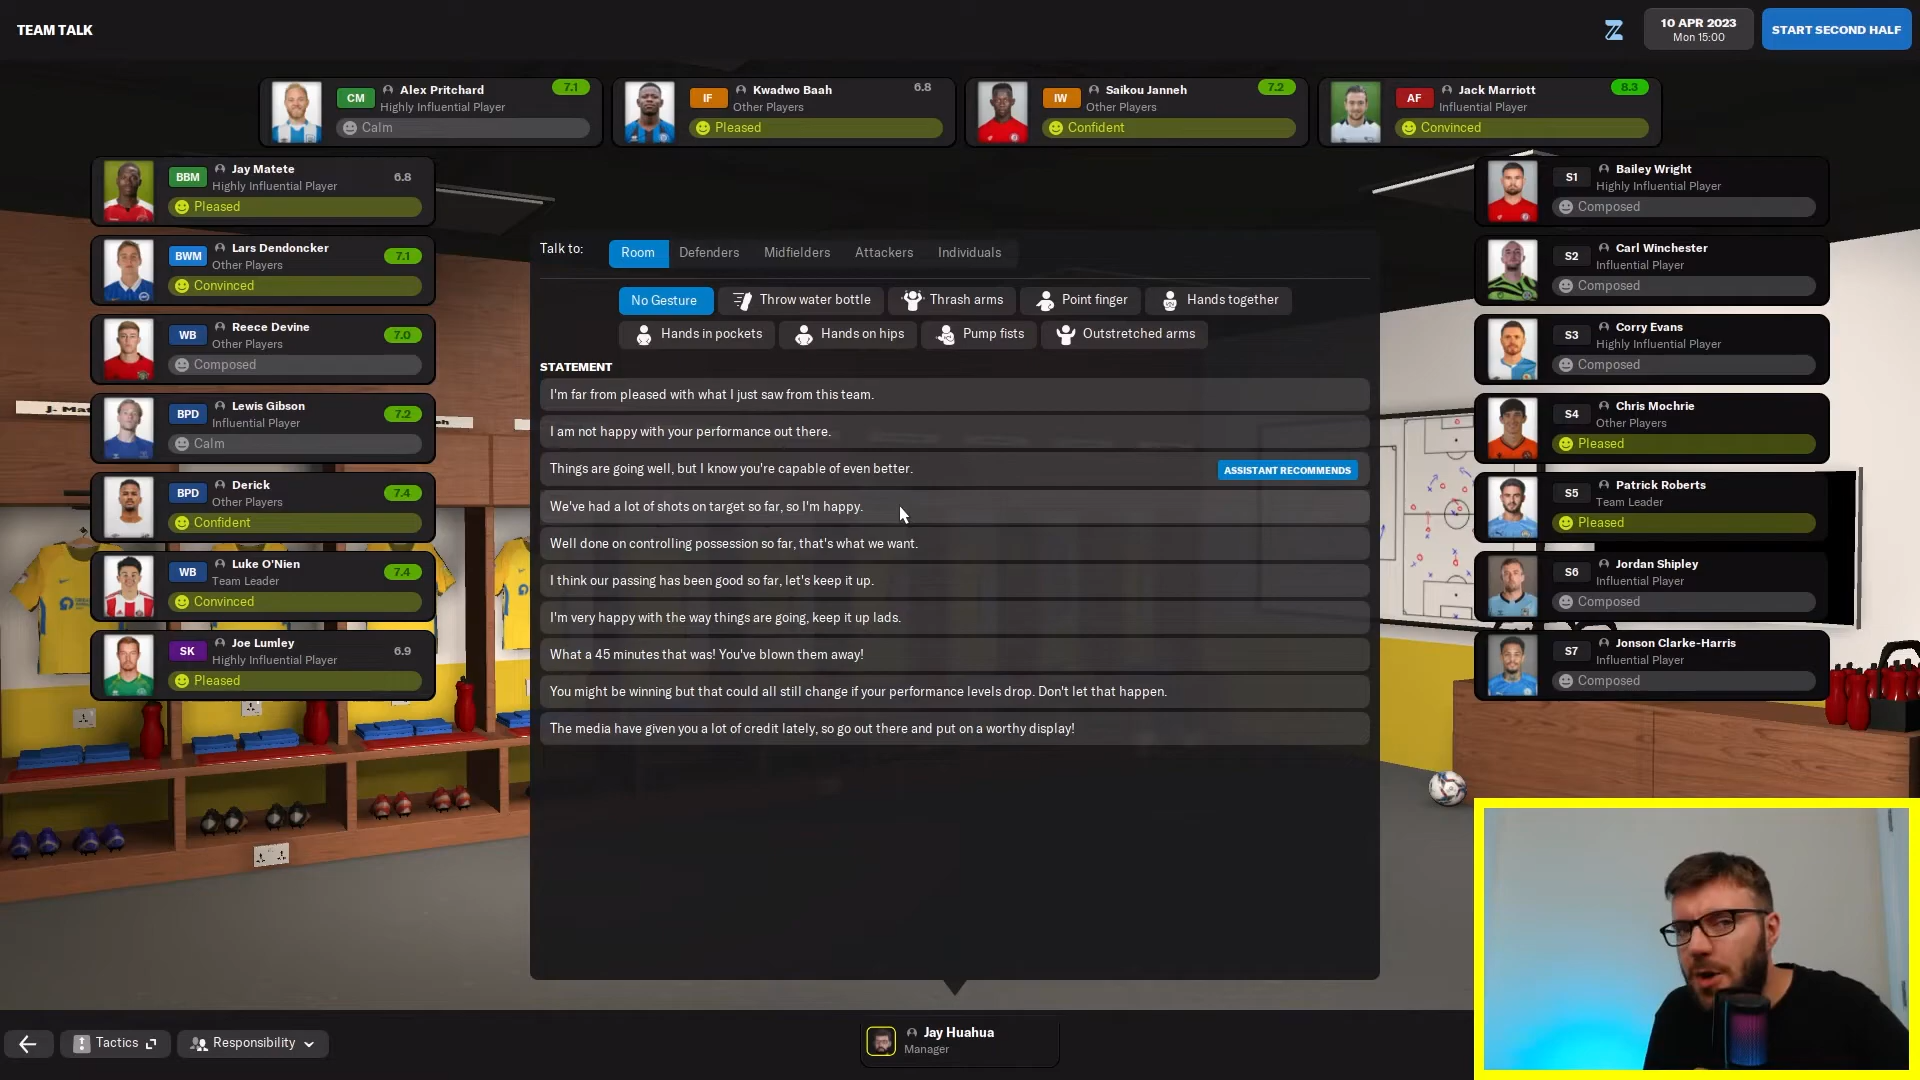 TEAM TALK
10 APR 2023
Mon 15:00
START SECOND HALF
CM
Alex Pritchard
7.1
Highly Influential Player
Calm
IF
Kwadwo Baah
6.8
Other Players
Pleased
IW
Saikou Janneh
7.2
Other Players
Confident
AF
Jack Marriott
8.3
Influential Player
Convinced
BBM
Jay Matete
6.8
Highly Influential Player
Pleased
BWM
Lars Dendoncker
7.1
Other Players
Convinced
WB
Reece Devine
7.0
Other Players
Composed
BPD
Lewis Gibson
7.2
Influential Player
Calm
BPD
Derick
7.4
Other Players
Confident
WB
Luke O'Nien
7.4
Team Leader
Convinced
SK
Joe Lumley
6.9
Highly Influential Player
Pleased
Talk to:
Room
Defenders
Midfielders
Attackers
Individuals
No Gesture
Throw water bottle
Thrash arms
Point finger
Hands together
Hands in pockets
Hands on hips
Pump fists
Outstretched arms
STATEMENT
I'm far from pleased with what I just saw from this team.
I am not happy with your performance out there.
Things are going well, but I know you're capable of even better.
ASSISTANT RECOMMENDS
We've had a lot of shots on target so far, so I'm happy.
Well done on controlling possession so far, that's what we want.
I think our passing has been good so far, let's keep it up.
I'm very happy with the way things are going, keep it up lads.
What a 45 minutes that was! You've blown them away!
You might be winning but that could all still change if your performance levels drop. Don't let that happen.
The media have given you a lot of credit lately, so go out there and put on a worthy display!
S1
Bailey Wright
Highly Influential Player
Composed
S2
Carl Winchester
Influential Player
Composed
S3
Corry Evans
Highly Influential Player
Composed
S4
Chris Mochrie
Other Players
Pleased
S5
Patrick Roberts
Team Leader
Pleased
S6
Jordan Shipley
Influential Player
Composed
S7
Jonson Clarke-Harris
Influential Player
Composed
Tactics
Responsibility
Jay Huahua
Manager